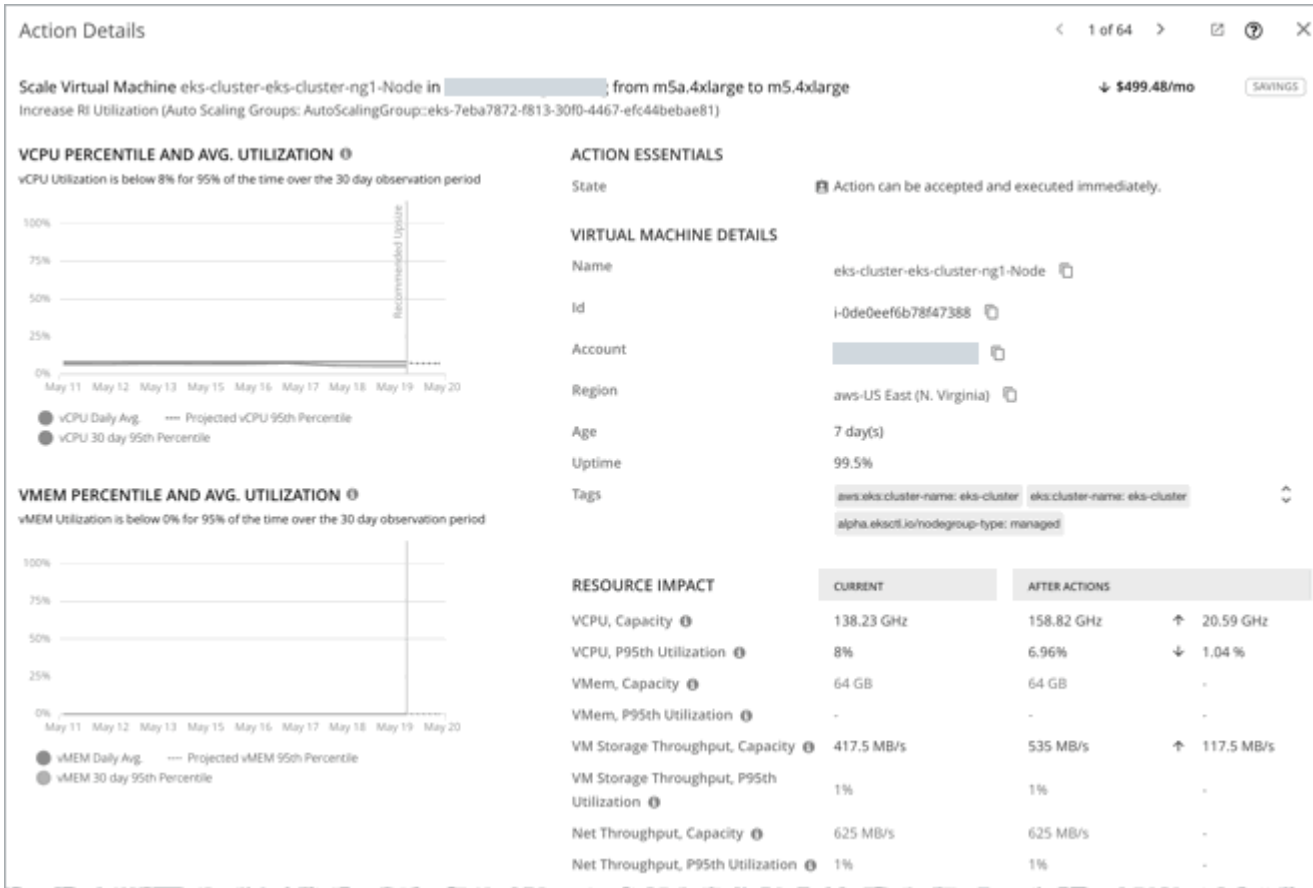 Action Details
1 of 64
Scale Virtual Machine eks-cluster-eks-cluster-ng1-Node in from m5a.4xlarge to m5.4xlarge
↓ $499.48/mo
SAVINGS
Increase RI Utilization (Auto Scaling Groups: AutoScalingGroup::eks-7eba7872-f813-30f0-4467-efc44bebae81)
VCPU PERCENTILE AND AVG. UTILIZATION
vCPU Utilization is below 8% for 95% of the time over the 30 day observation period
100%
75%
50%
25%
0%
Recommended Upsize
May 11 May 12 May 13 May 15 May 16 May 17 May 18 May 19 May 20
vCPU Daily Avg. ---- Projected vCPU 95th Percentile
vCPU 30 day 95th Percentile
VMEM PERCENTILE AND AVG. UTILIZATION
vMEM Utilization is below 0% for 95% of the time over the 30 day observation period
100%
75%
50%
25%
0%
May 11 May 12 May 13 May 15 May 16 May 17 May 18 May 19 May 20
vMEM Daily Avg. ---- Projected vMEM 95th Percentile
vMEM 30 day 95th Percentile
ACTION ESSENTIALS
State Action can be accepted and executed immediately.
VIRTUAL MACHINE DETAILS
Name eks-cluster-eks-cluster-ng1-Node
Id i-0de0eef6b78f47388
Account
Region aws-US East (N. Virginia)
Age 7 day(s)
Uptime 99.5%
Tags aws:eks:cluster-name: eks-cluster eks:cluster-name: eks-cluster
alpha.eksctl.io/nodegroup-type: managed
RESOURCE IMPACT CURRENT AFTER ACTIONS
VCPU, Capacity 138.23 GHz 158.82 GHz ↑ 20.59 GHz
VCPU, P95th Utilization 8% 6.96% ↓ 1.04 %
VMem, Capacity 64 GB 64 GB -
VMem, P95th Utilization - - -
VM Storage Throughput, Capacity 417.5 MB/s 535 MB/s ↑ 117.5 MB/s
VM Storage Throughput, P95th
Utilization 1% 1% -
Net Throughput, Capacity 625 MB/s 625 MB/s -
Net Throughput, P95th Utilization 1% 1% -